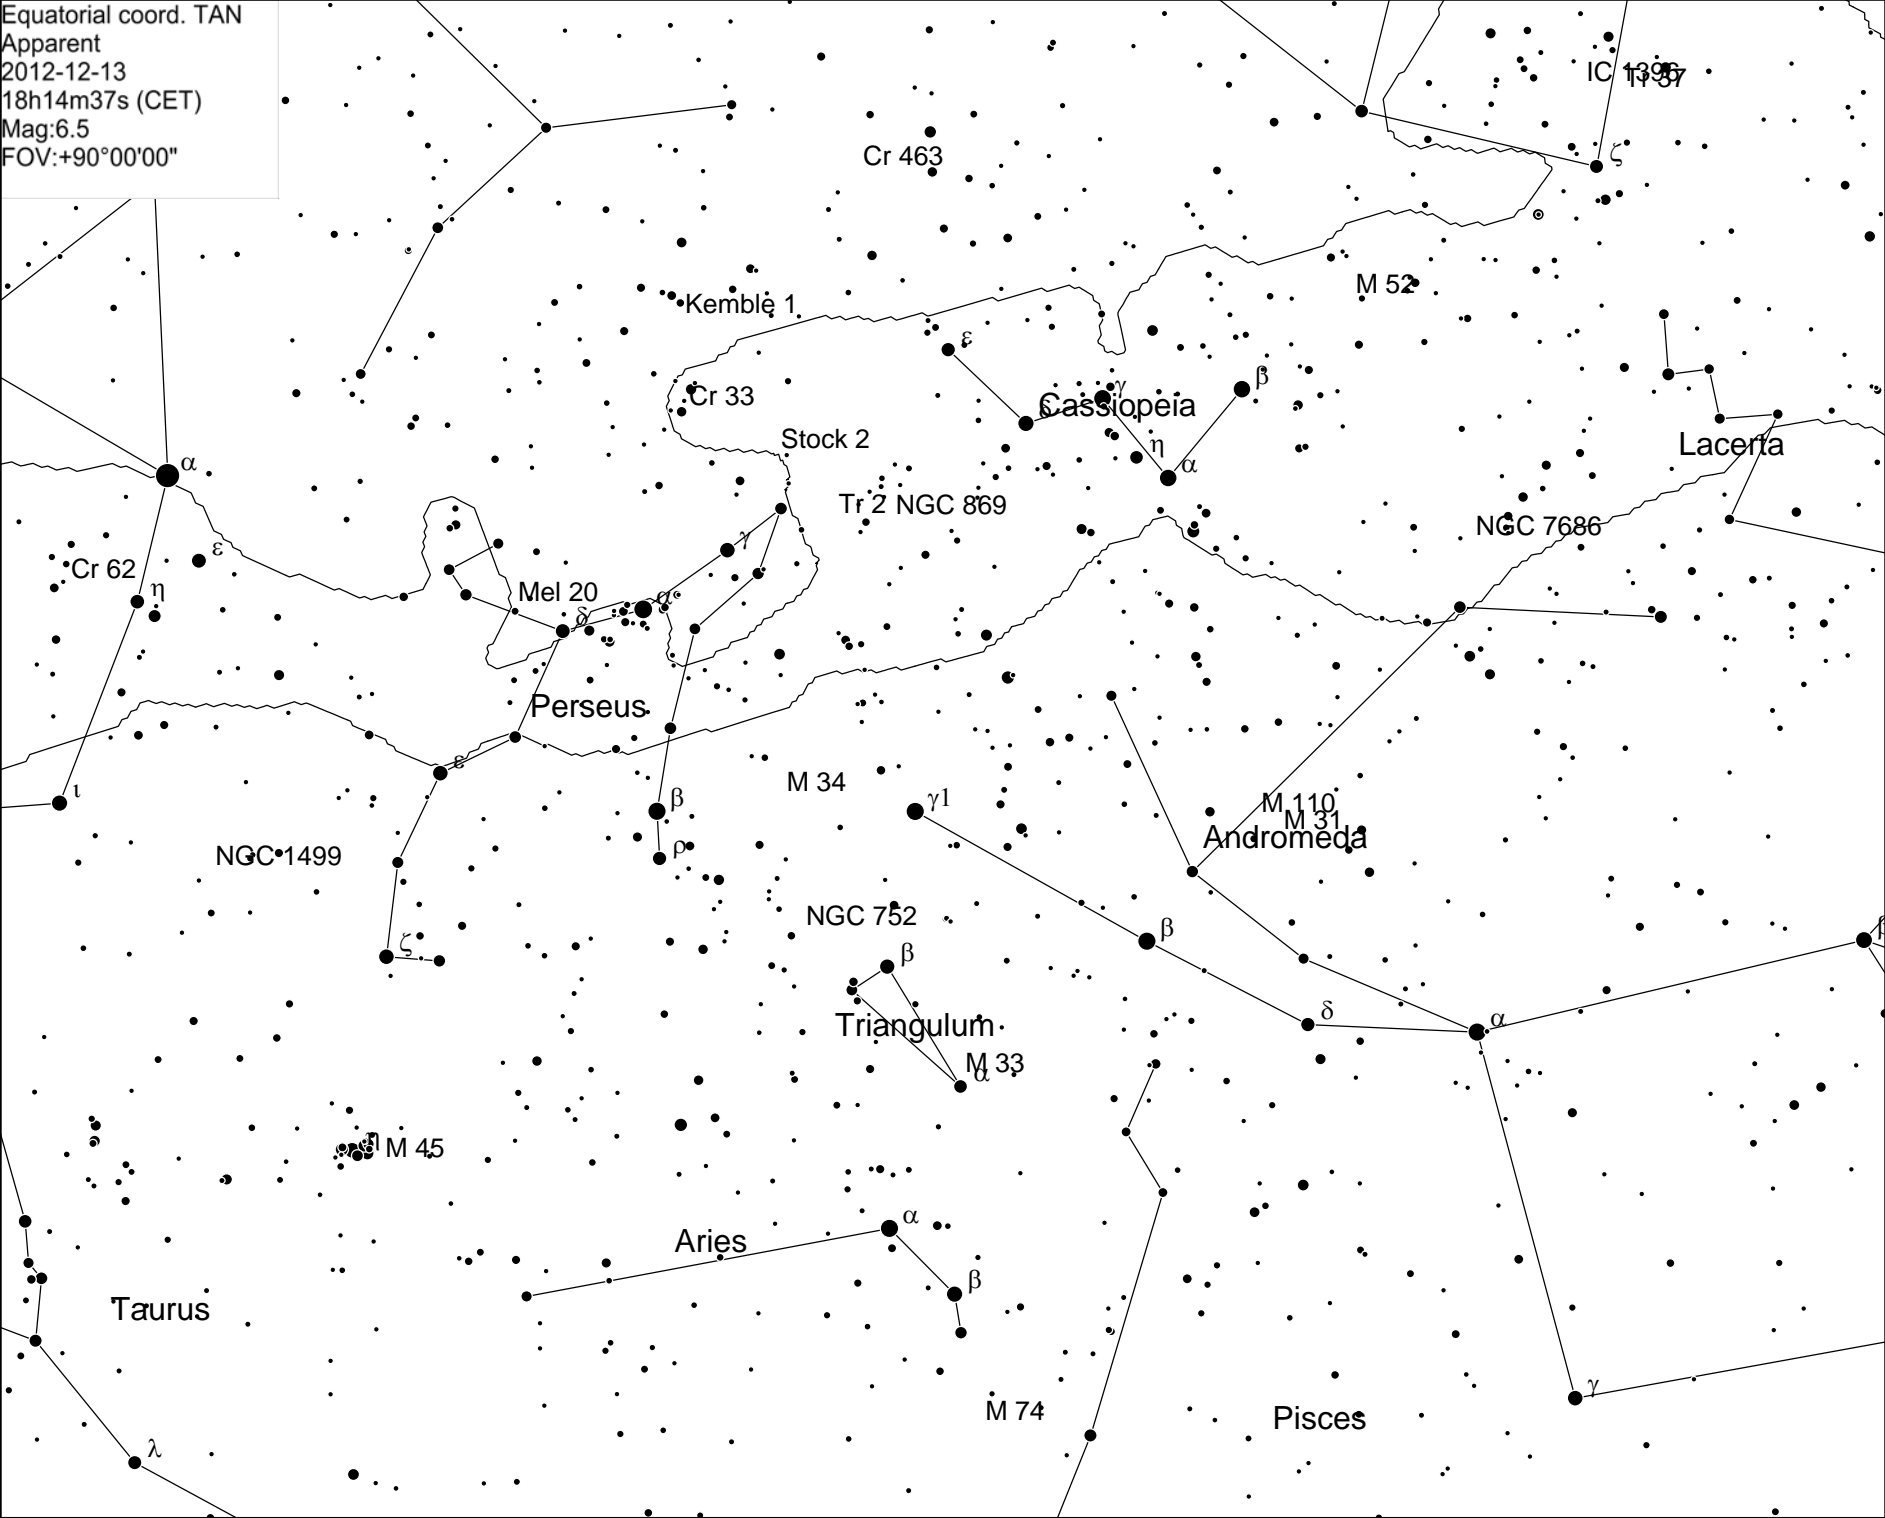 Equatorial coord. TAN
Apparent
2012-12-13
18h14m37s (CET)
Mag:6.5
FOV:+90°00'00"
IC 1396
Tr 37
ζ
Cr 463
M 52
Kemble 1
ε
β
γ
δ
Cassiopeia
Cr 33
Stock 2
η
α
Lacerta
α
Tr 2
NGC 869
NGC 7686
γ
ε
Cr 62
η
Mel 20
α
δ
Perseus
ε
ι
M 34
β
γ1
M 110
M 31
Andromeda
ρ
NGC 1499
NGC 752
β
β
ζ
β
δ
α
Triangulum
M 33
α
η
M 45
α
Aries
β
Taurus
γ
M 74
Pisces
λ